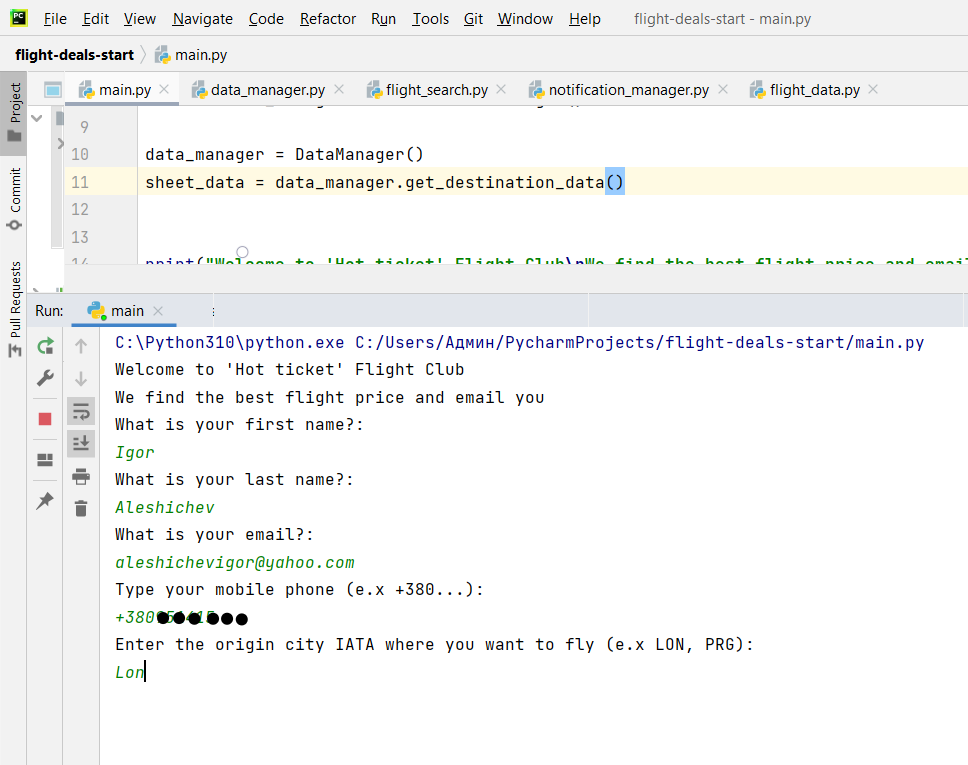 PC File Edit View Navigate Code Refactor Run Tools Git Window Help flight-deals-start - main.py
flight-deals-start main.py
main.py data_manager.py flight_search.py notification_manager.py flight_data.py
Project
Commit
Pull Requests
9
10 data_manager = DataManager()
11 sheet_data = data_manager.get_destination_data()
12
13
14 print("Welcome to 'Hot ticket' Flight Club\nWe find the best flight price and email
Run: main
C:\Python310\python.exe C:/Users/Админ/PycharmProjects/flight-deals-start/main.py
Welcome to 'Hot ticket' Flight Club
We find the best flight price and email you
What is your first name?:
Igor
What is your last name?:
Aleshichev
What is your email?:
aleshichevigor@yahoo.com
Type your mobile phone (e.x +380...):
+380
Enter the origin city IATA where you want to fly (e.x LON, PRG):
Lon